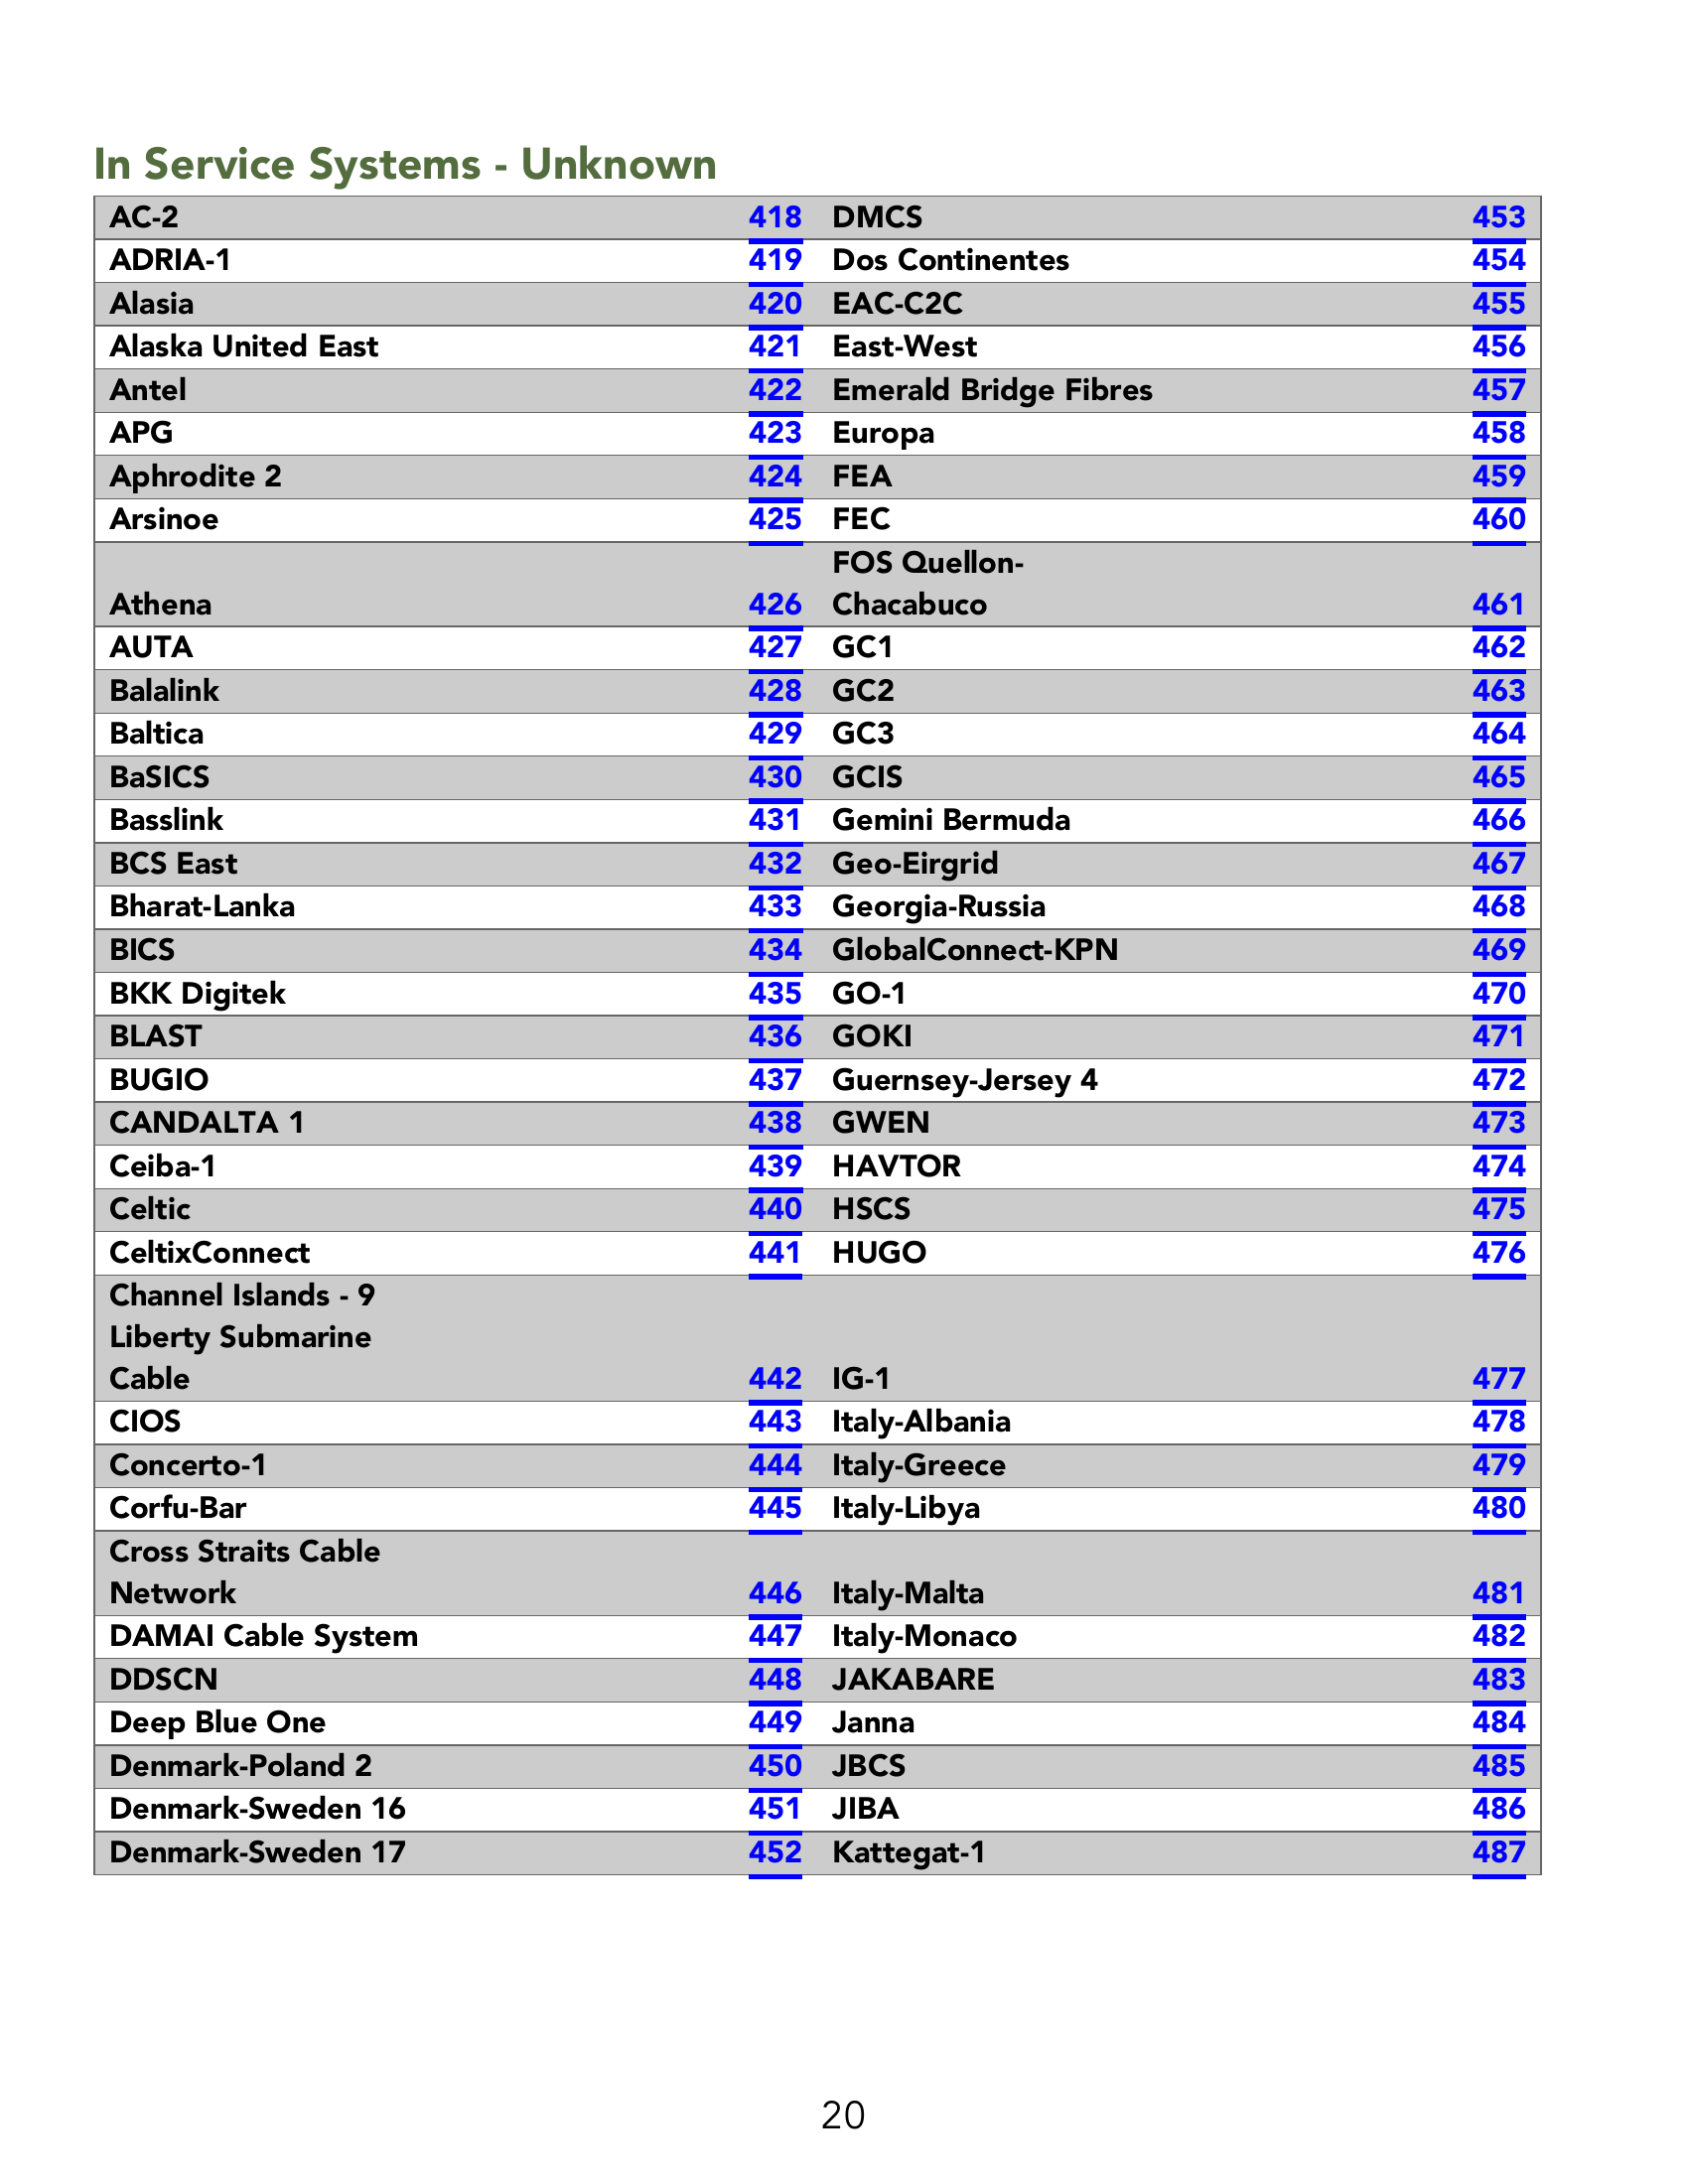 In Service Systems - Unknown
AC-2 418 DMCS 453
ADRIA-1 419 Dos Continentes 454
Alasia 420 EAC-C2C 455
Alaska United East 421 East-West 456
Antel 422 Emerald Bridge Fibres 457
APG 423 Europa 458
Aphrodite 2 424 FEA 459
Arsinoe 425 FEC 460
FOS Quellon-
Athena 426 Chacabuco 461
AUTA 427 GC1 462
Balalink 428 GC2 463
Baltica 429 GC3 464
BaSICS 430 GCIS 465
Basslink 431 Gemini Bermuda 466
BCS East 432 Geo-Eirgrid 467
Bharat-Lanka 433 Georgia-Russia 468
BICS 434 GlobalConnect-KPN 469
BKK Digitek 435 GO-1 470
BLAST 436 GOKI 471
BUGIO 437 Guernsey-Jersey 4 472
CANDALTA 1 438 GWEN 473
Ceiba-1 439 HAVTOR 474
Celtic 440 HSCS 475
CeltixConnect 441 HUGO 476
Channel Islands - 9
Liberty Submarine
Cable 442 IG-1 477
CIOS 443 Italy-Albania 478
Concerto-1 444 Italy-Greece 479
Corfu-Bar 445 Italy-Libya 480
Cross Straits Cable
Network 446 Italy-Malta 481
DAMAI Cable System 447 Italy-Monaco 482
DDSCN 448 JAKABARE 483
Deep Blue One 449 Janna 484
Denmark-Poland 2 450 JBCS 485
Denmark-Sweden 16 451 JIBA 486
Denmark-Sweden 17 452 Kattegat-1 487
20